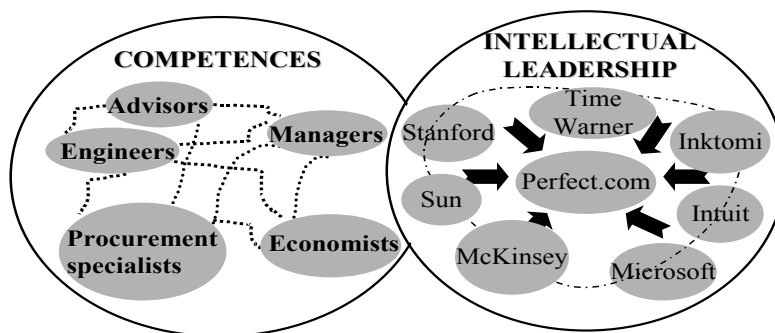 COMPETENCES
Advisors
Engineers
Managers
Procurement
specialists
Economists
INTELLECTUAL
LEADERSHIP
Time
Warner
Stanford
Inktomi
Perfect.com
Sun
Intuit
McKinsey
Microsoft